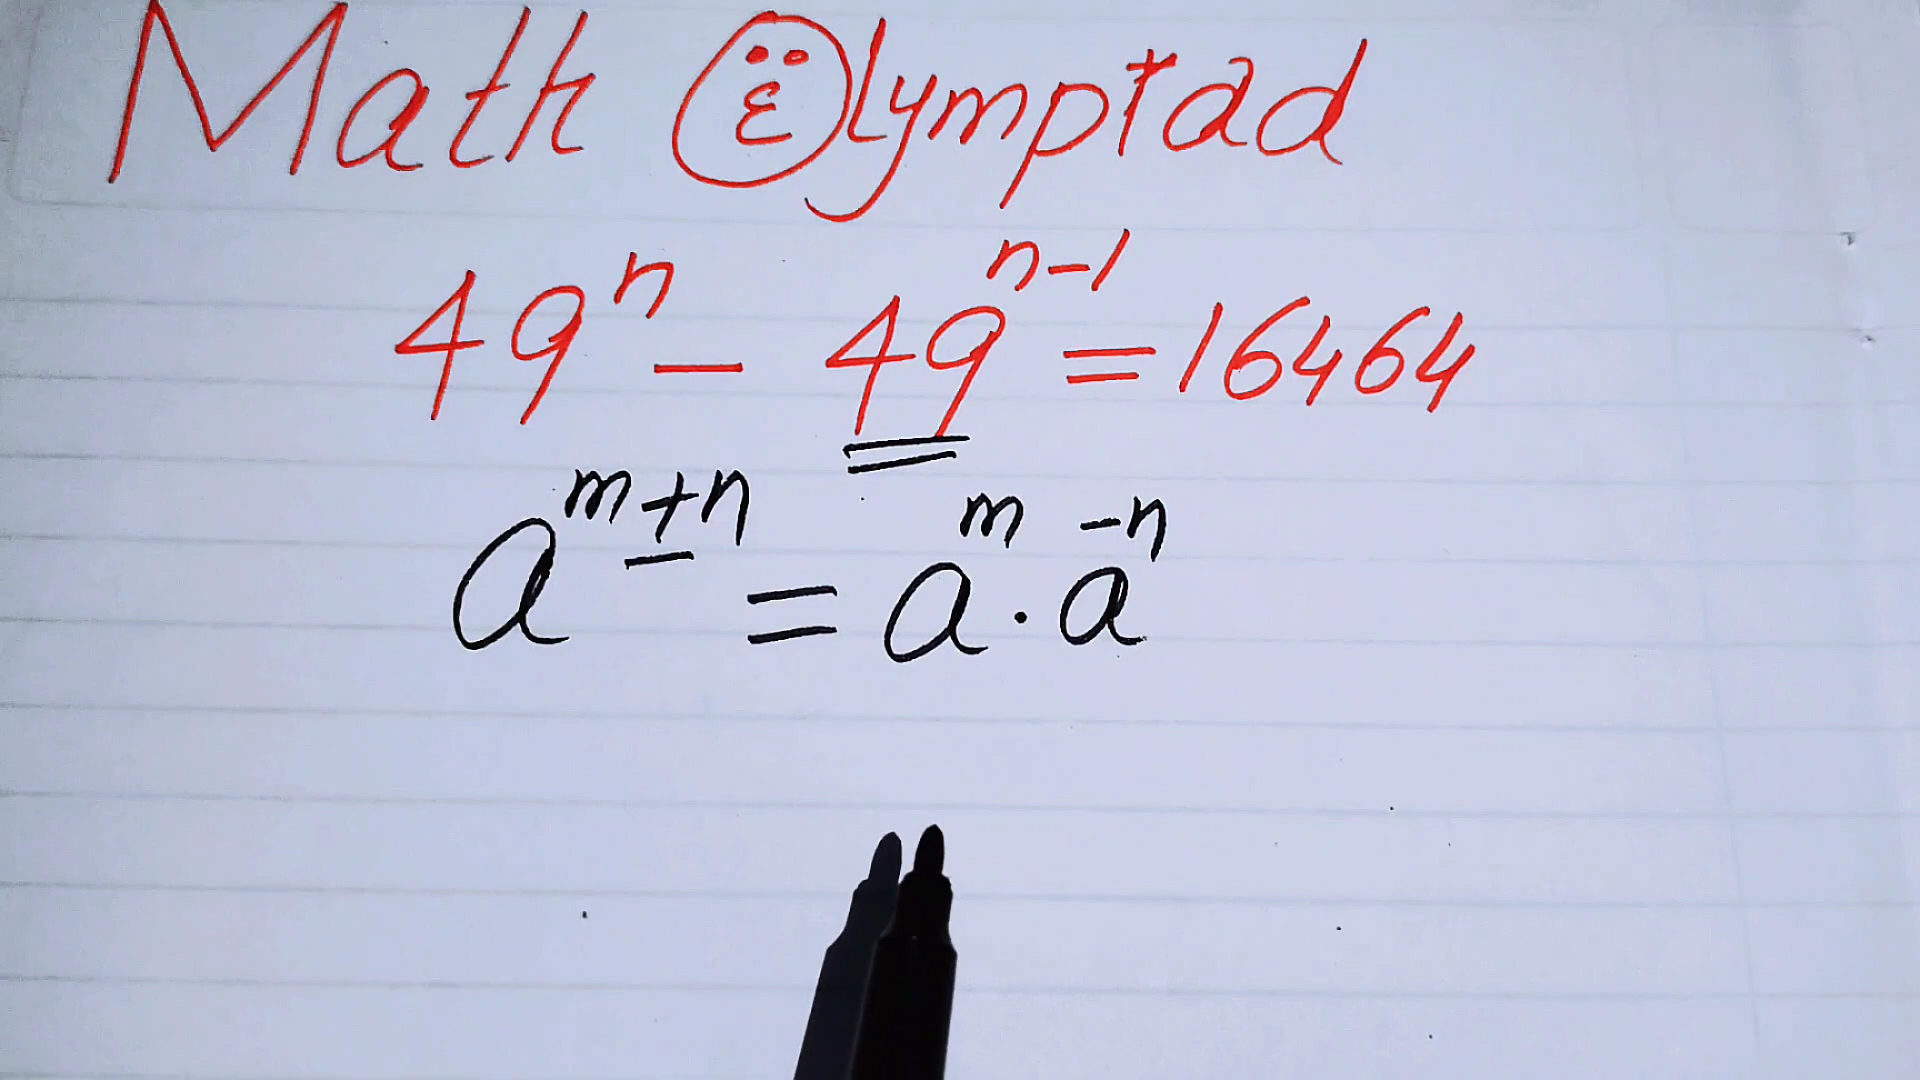 Math Olympiad
49^n - 49^(n-1) = 16464
a^(m±n) = a^m · a^-n